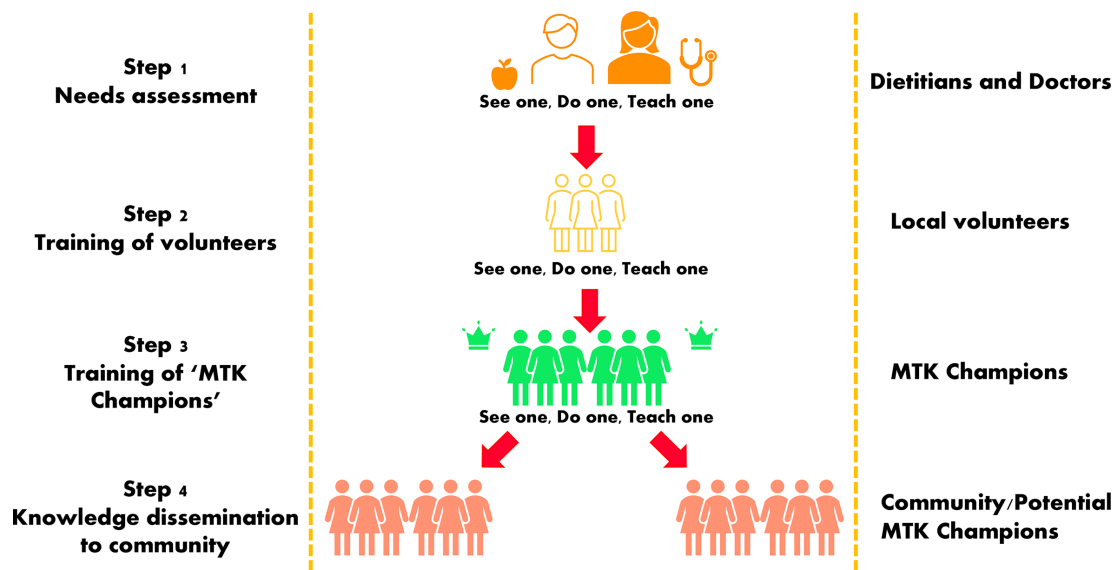 Step 1
Needs assessment
See one, Do one, Teach one
Dietitians and Doctors
Step 2
Training of volunteers
See one, Do one, Teach one
Local volunteers
Step 3
Training of ‘MTK
Champions’
See one, Do one, Teach one
MTK Champions
Step 4
Knowledge dissemination
to community
Community/Potential
MTK Champions